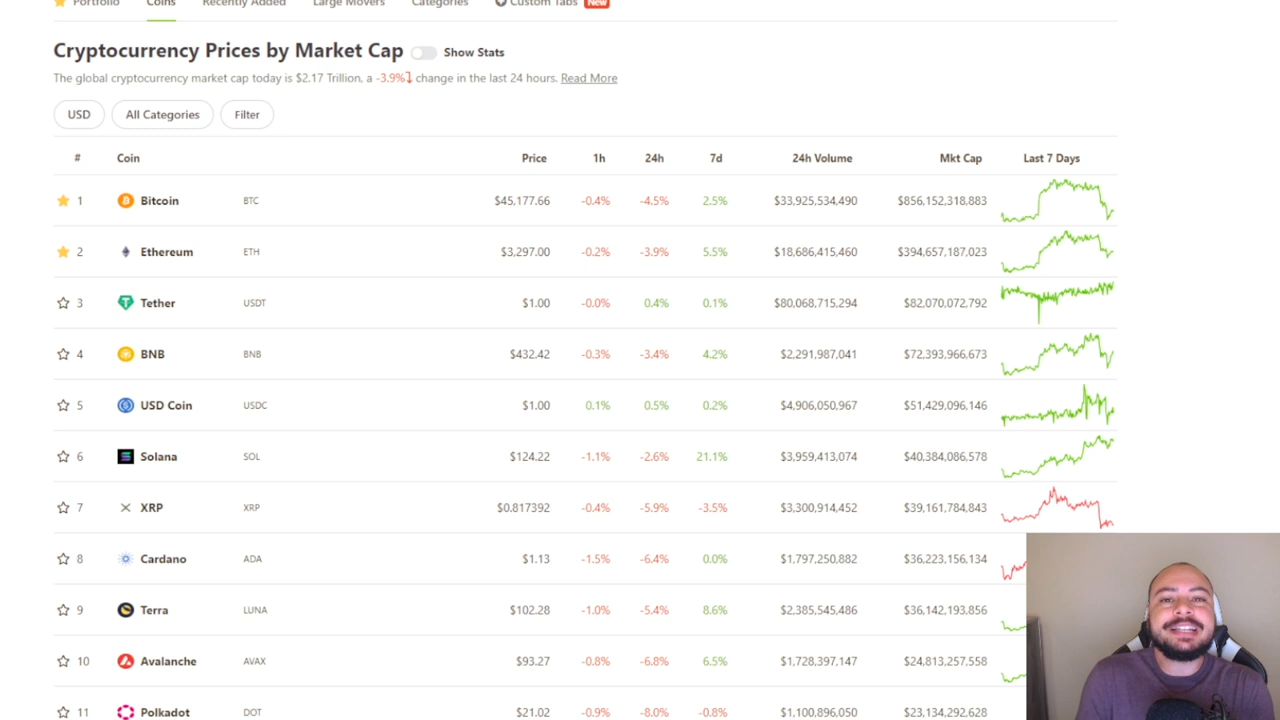 Portfolio Coins Recently Added Large Movers Categories Custom Tabs New
Cryptocurrency Prices by Market Cap Show Stats
The global cryptocurrency market cap today is $2.17 Trillion, a -3.9% change in the last 24 hours. Read More
USD All Categories Filter
# Coin Price 1h 24h 7d 24h Volume Mkt Cap Last 7 Days
1 Bitcoin BTC $45,177.66 -0.4% -4.5% 2.5% $33,925,534,490 $856,152,318,883
2 Ethereum ETH $3,297.00 -0.2% -3.9% 5.5% $18,686,415,460 $394,657,187,023
3 Tether USDT $1.00 -0.0% 0.4% 0.1% $80,068,715,294 $82,070,072,792
4 BNB BNB $432.42 -0.3% -3.4% 4.2% $2,291,987,041 $72,393,966,673
5 USD Coin USDC $1.00 0.1% 0.5% 0.2% $4,906,050,967 $51,429,096,146
6 Solana SOL $124.22 -1.1% -2.6% 21.1% $3,959,413,074 $40,384,086,578
7 XRP XRP $0.817392 -0.4% -5.9% -3.5% $3,300,914,452 $39,161,784,843
8 Cardano ADA $1.13 -1.5% -6.4% 0.0% $1,797,250,882 $36,223,156,134
9 Terra LUNA $102.28 -1.0% -5.4% 8.6% $2,385,545,486 $36,142,193,856
10 Avalanche AVAX $93.27 -0.8% -6.8% 6.5% $1,728,397,147 $24,813,257,558
11 Polkadot DOT $21.02 -0.9% -8.0% -0.8% $1,100,896,050 $23,134,292,628